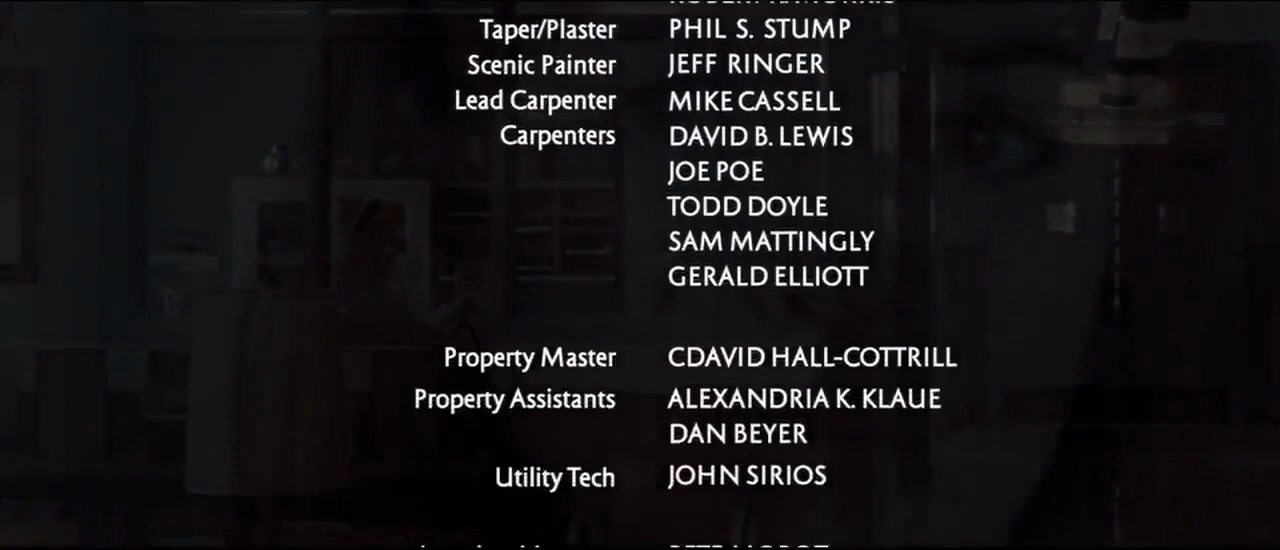 Taper/Plaster PHIL S. STUMP
Scenic Painter JEFF RINGER
Lead Carpenter MIKE CASSELL
Carpenters DAVID B. LEWIS
JOE POE
TODD DOYLE
SAM MATTINGLY
GERALD ELLIOTT
Property Master CDAVID HALL-COTTRILL
Property Assistants ALEXANDRIA K. KLAUE
DAN BEYER
Utility Tech JOHN SIRIOS